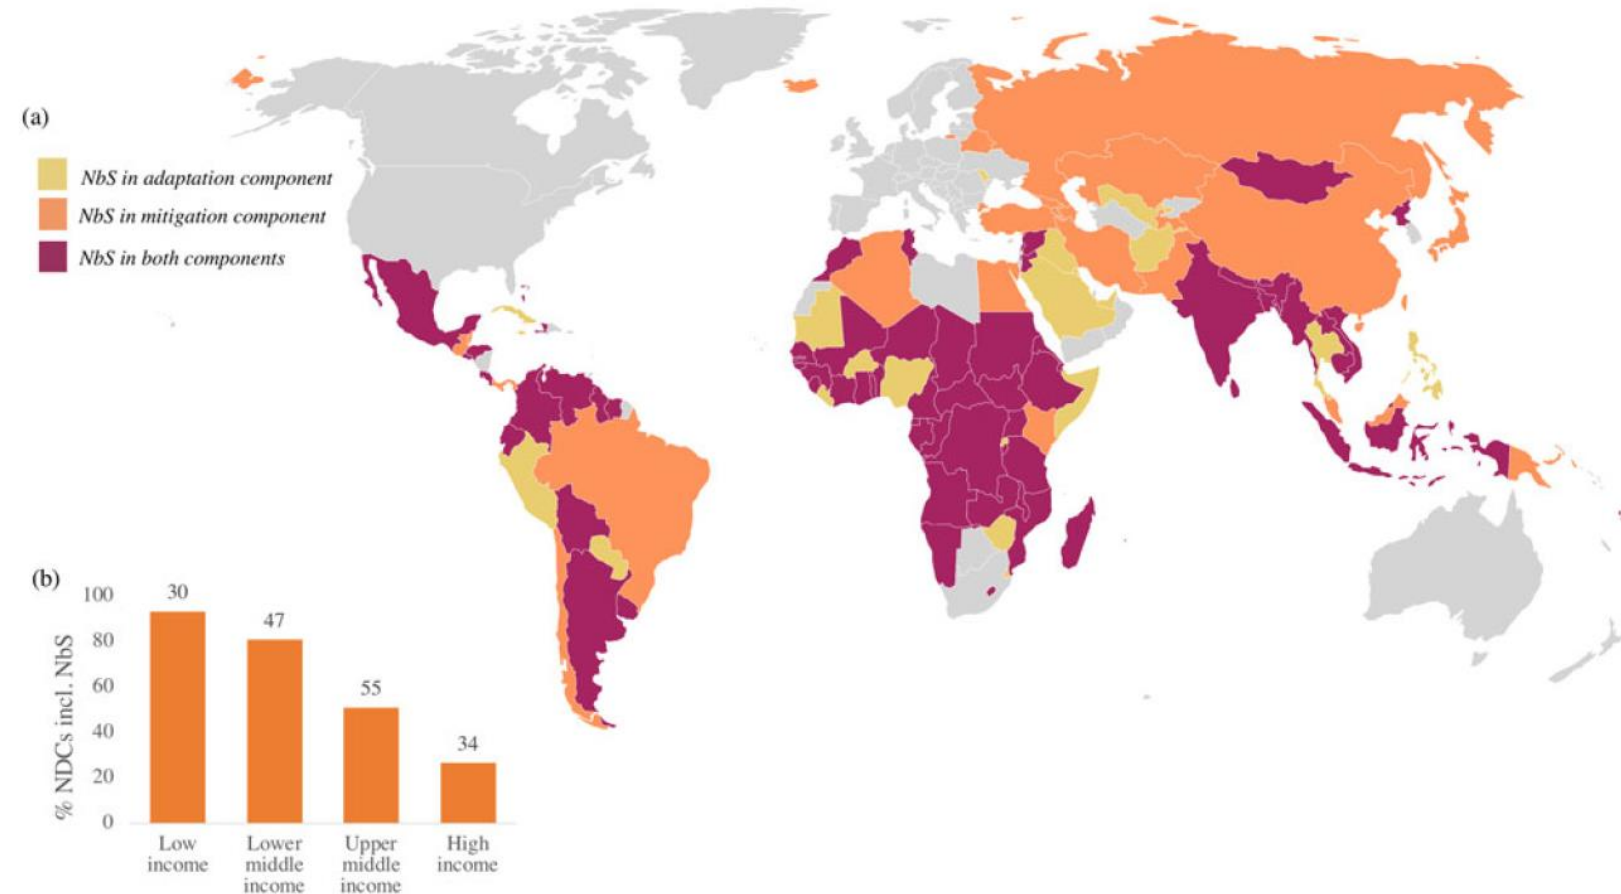 (a)
NbS in adaptation component
NbS in mitigation component
NbS in both components
(b)
% NDCs incl. NbS
100
80
60
40
20
0
30
47
55
34
Low
income
Lower
middle
income
Upper
middle
income
High
income